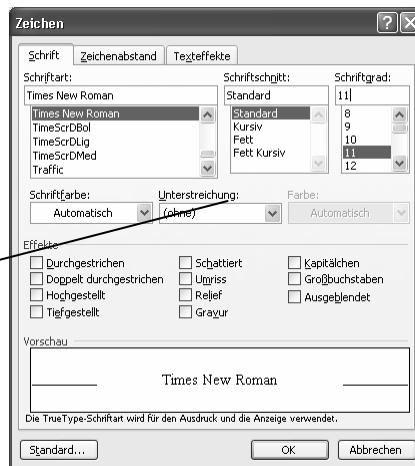 Zeichen
Schrift Zeichenabstand Texteffekte
Schriftart: Schriftschnitt: Schriftgrad:
Times New Roman Standard 11
Times New Roman Standard 8
TimeScrDBol Kursiv 9
TimeScrDLig Fett 10
TimeScrDMed Fett Kursiv 11
Traffic 12
Schriftfarbe: Unterstreichung: Farbe:
Automatisch (ohne) Automatisch
Effekte
Durchgestrichen Schattiert Kapitälchen
Doppelt durchgestrichen Umriss Großbuchstaben
Hochgestellt Relief Ausgeblendet
Tiefgestellt Gravur
Vorschau
Times New Roman
Die TrueType-Schriftart wird für den Ausdruck und die Anzeige verwendet.
Standard... OK Abbrechen